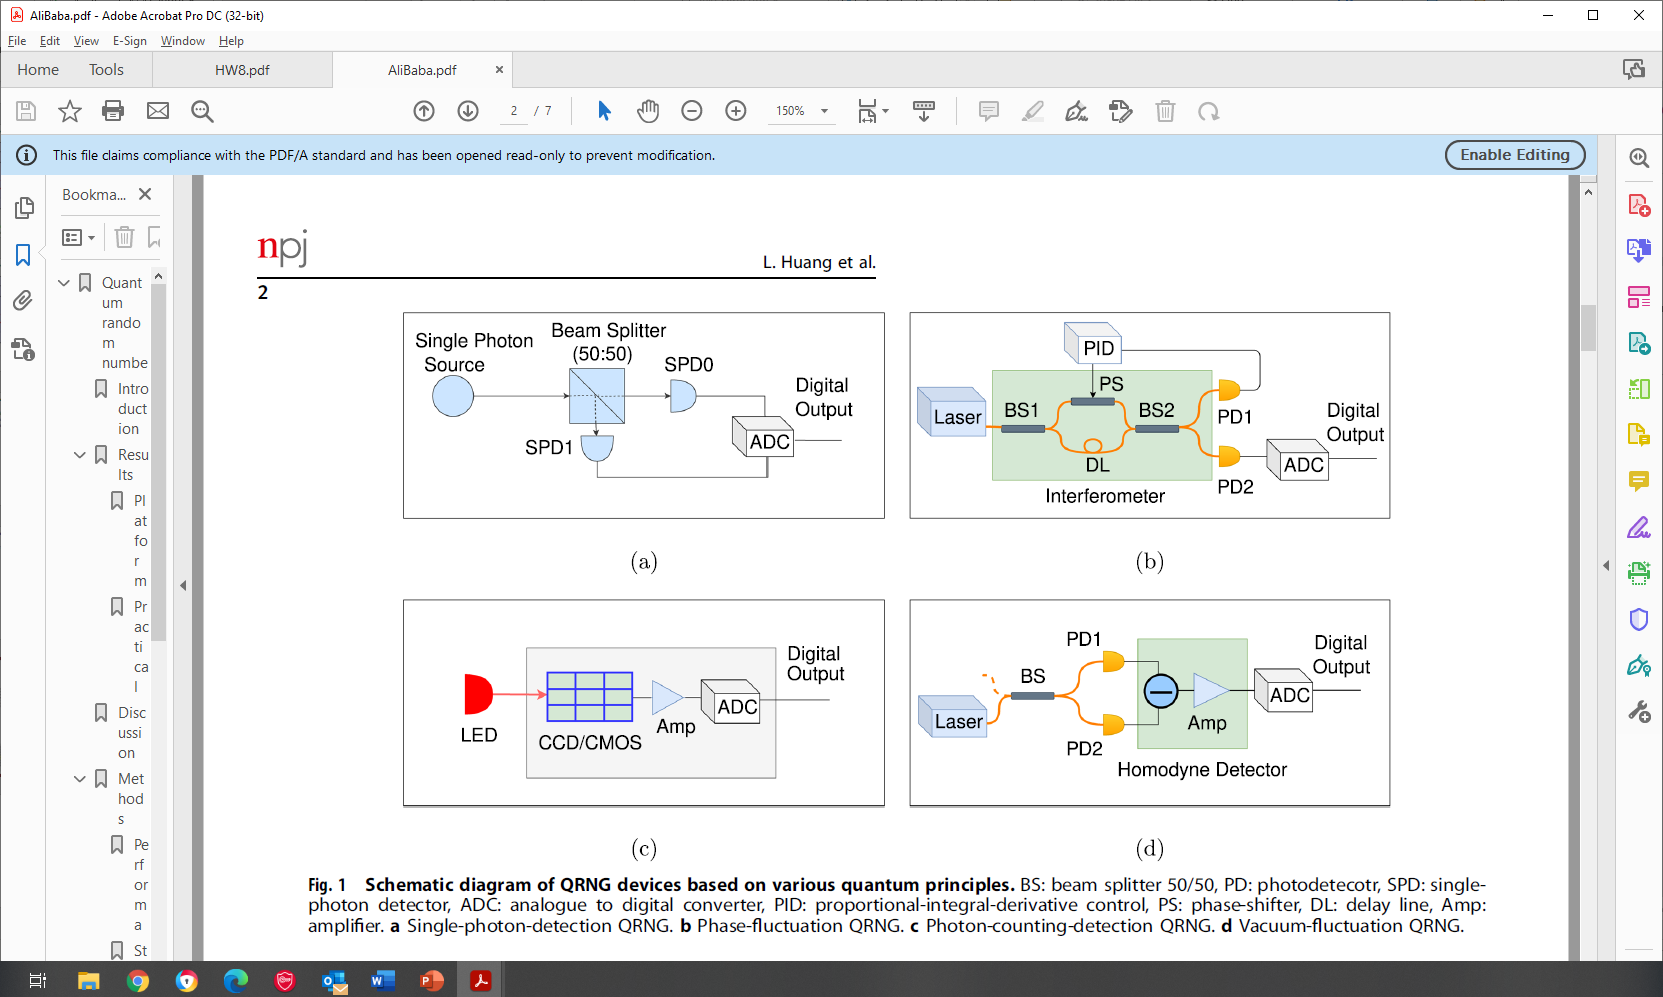 AliBaba.pdf - Adobe Acrobat Pro DC (32-bit)
File Edit View E-Sign Window Help
Home Tools HW8.pdf AliBaba.pdf ×
2 / 7 150%
This file claims compliance with the PDF/A standard and has been opened read-only to prevent modification. Enable Editing
Bookma...
Quant
um
rando
m
numbe
Intro
duct
ion
Resu
lts
Pl
at
fo
r
m
Pr
ac
ti
ca
l
Disc
ussi
on
Met
hod
s
Pe
rf
or
m
a
St
npj
L. Huang et al.
2
Single Photon
Source
Beam Splitter
(50:50)
SPD0
SPD1
ADC
Digital
Output
(a)
PID
PS
Laser
BS1
BS2
DL
Interferometer
PD1
PD2
ADC
Digital
Output
(b)
LED
CCD/CMOS
Amp
ADC
Digital
Output
(c)
Laser
BS
PD1
PD2
Amp
Homodyne Detector
ADC
Digital
Output
(d)
Fig. 1 Schematic diagram of QRNG devices based on various quantum principles. BS: beam splitter 50/50, PD: photodetecotr, SPD: single-
photon detector, ADC: analogue to digital converter, PID: proportional-integral-derivative control, PS: phase-shifter, DL: delay line, Amp:
amplifier. a Single-photon-detection QRNG. b Phase-fluctuation QRNG. c Photon-counting-detection QRNG. d Vacuum-fluctuation QRNG.